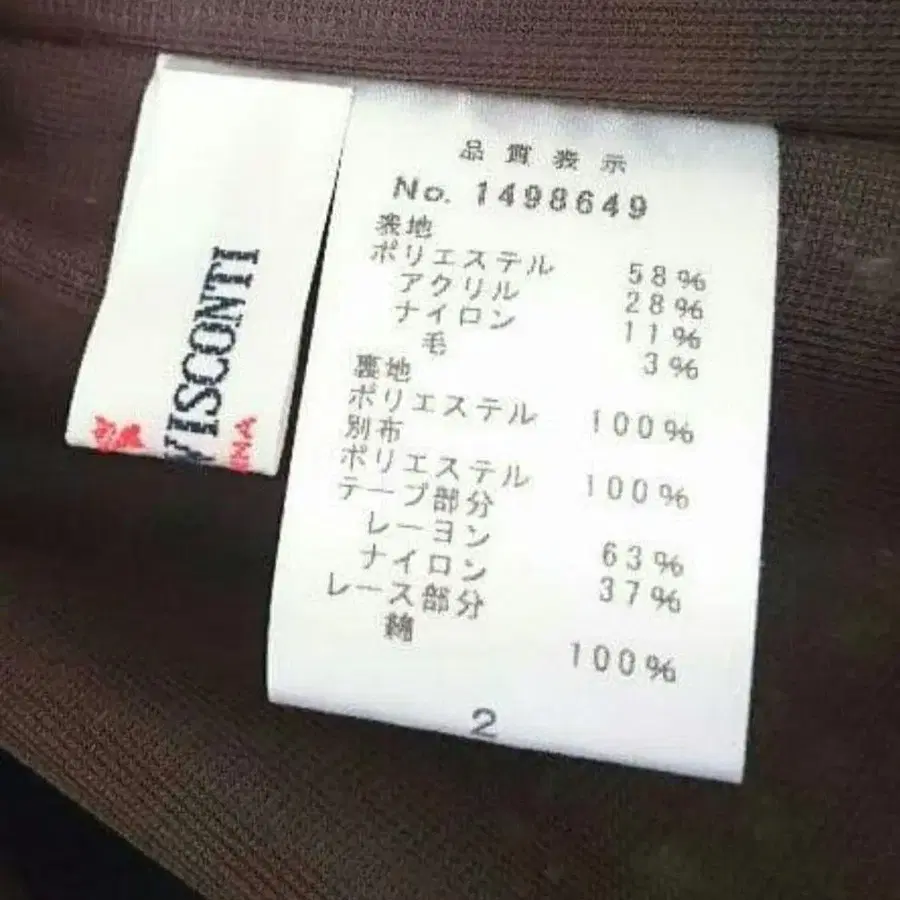 VISCONTI
品質表示
No. 1498649
表地
ポリエステル 58%
アクリル 28%
ナイロン 11%
毛 3%
裏地
ポリエステル 100%
別布
ポリエステル 100%
テープ部分
レーヨン 63%
ナイロン 37%
レース部分
綿 100%
2